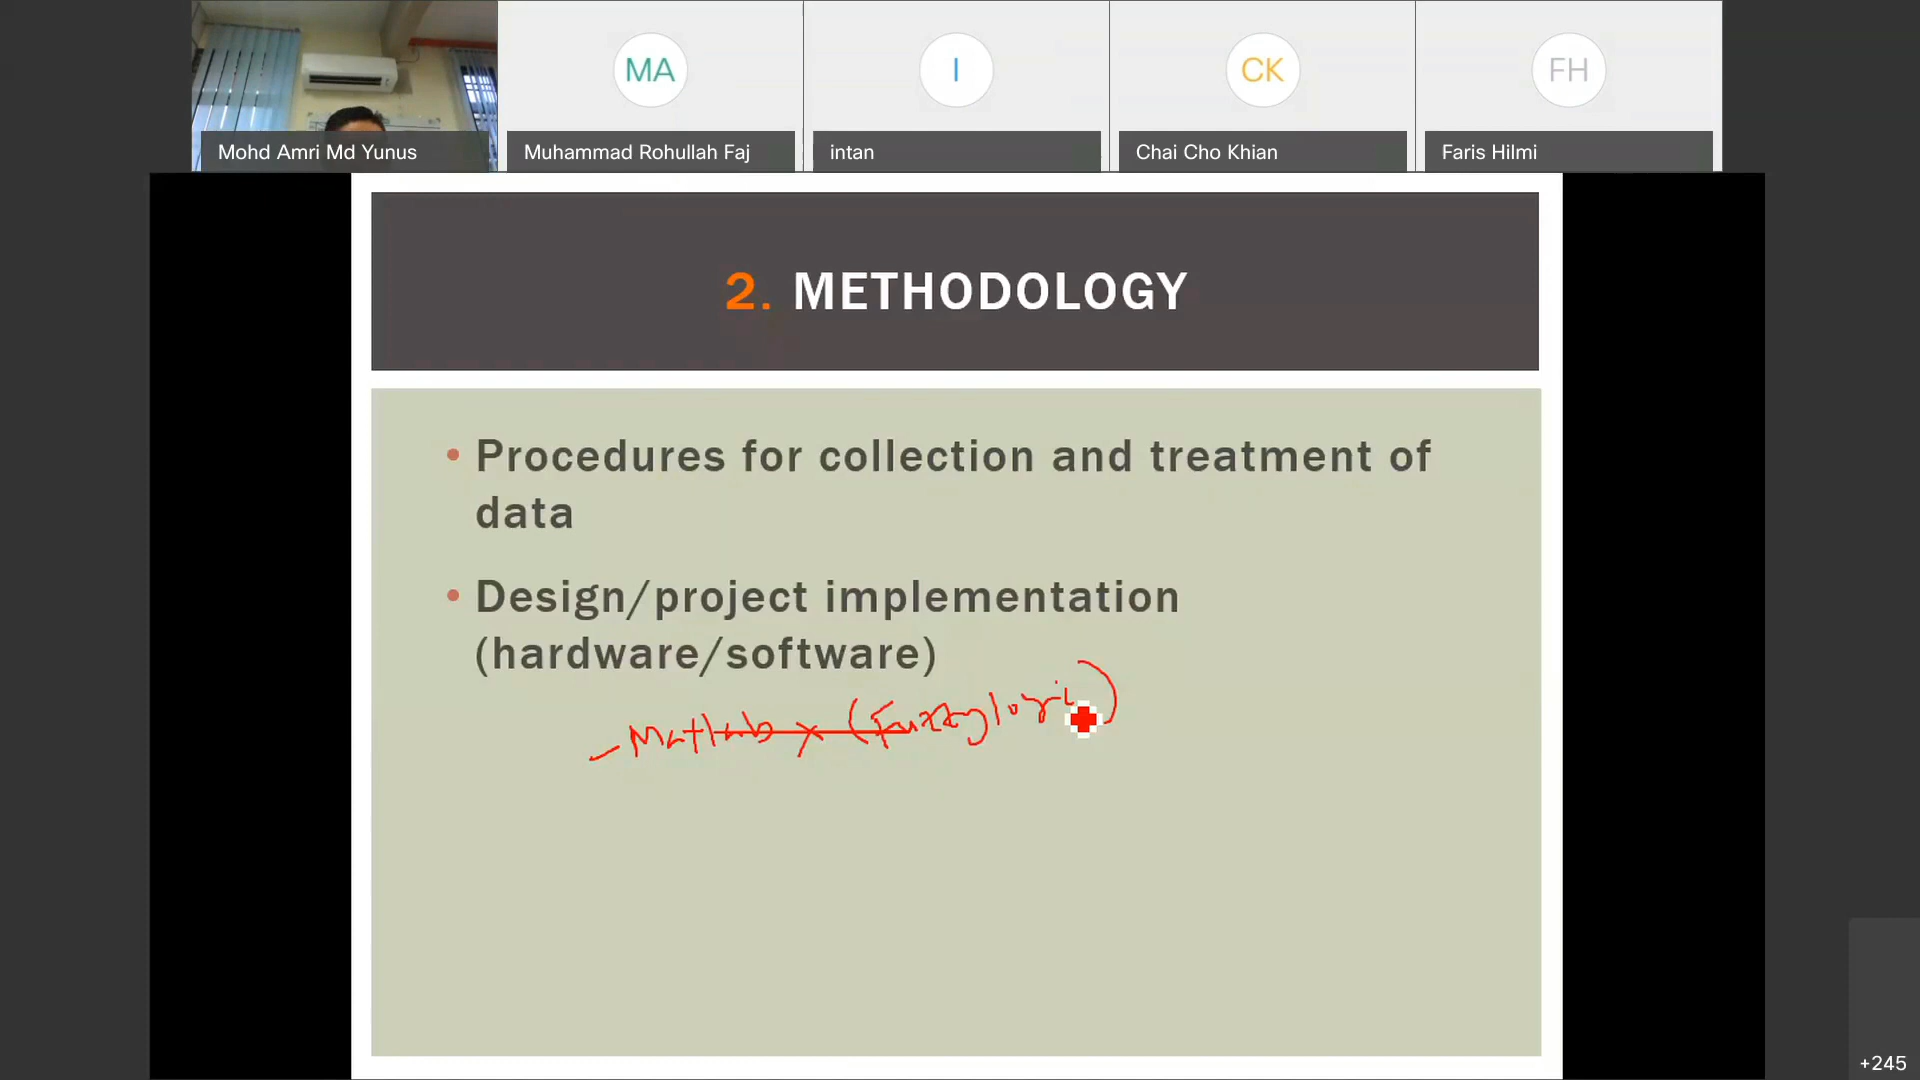 MA
I
CK
FH
Mohd Amri Md Yunus
Muhammad Rohullah Faj
intan
Chai Cho Khian
Faris Hilmi
2. METHODOLOGY
• Procedures for collection and treatment of
data
• Design/project implementation
(hardware/software)
- Matlab x (Fuzzy logi)
+245